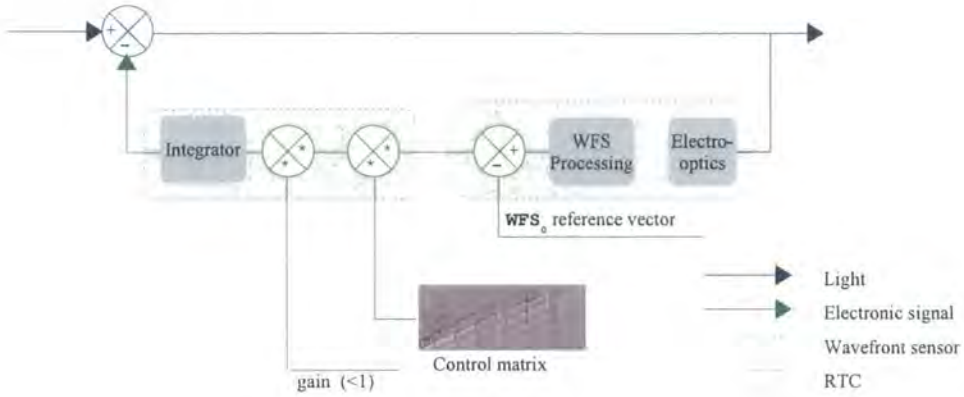 +
−
Integrator
*
*
*
*
−
+
WFS
Processing
Electro-
optics
WFS₀ reference vector
Control matrix
gain (<1)
Light
Electronic signal
Wavefront sensor
RTC